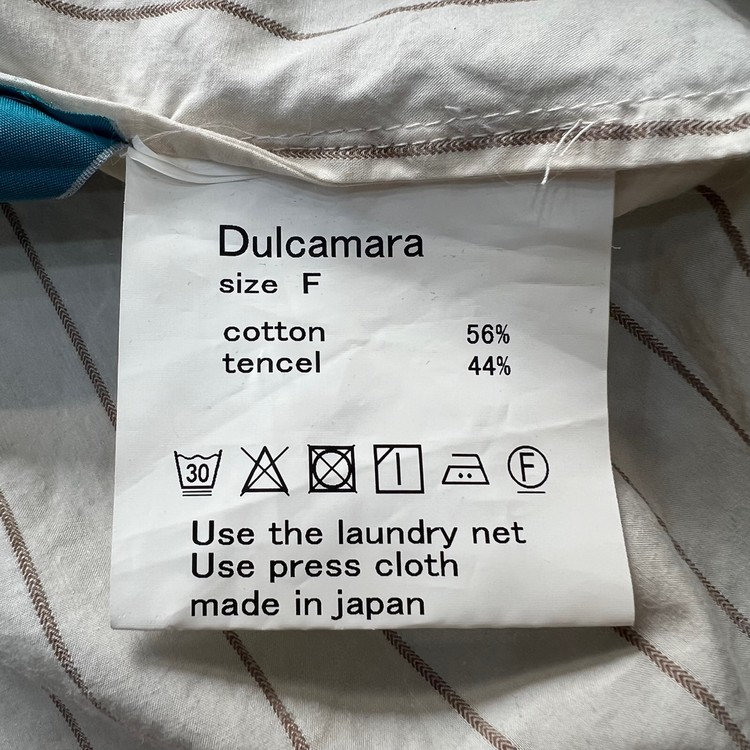 Dulcamara
size F
cotton 56%
tencel 44%
30 F
Use the laundry net
Use press cloth
made in japan